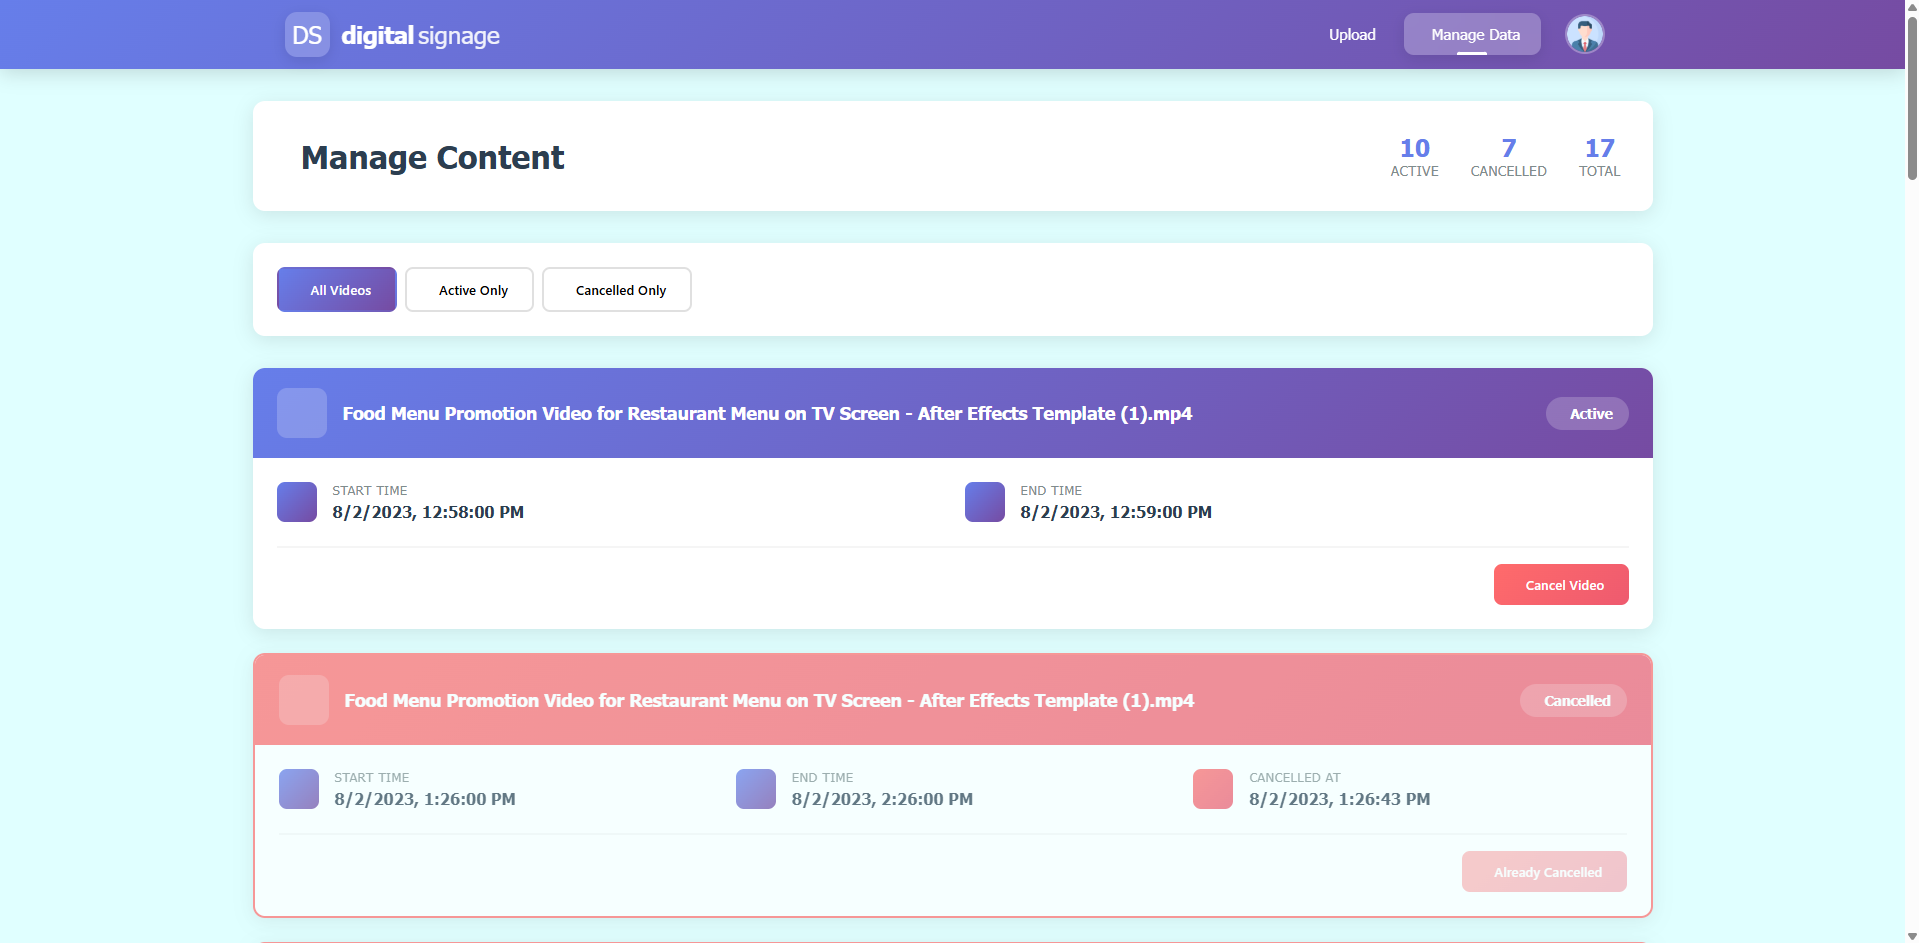 DS digital signage Upload Manage Data
Manage Content
10 7 17
ACTIVE CANCELLED TOTAL
All Videos Active Only Cancelled Only
Food Menu Promotion Video for Restaurant Menu on TV Screen - After Effects Template (1).mp4 Active
START TIME END TIME
8/2/2023, 12:58:00 PM 8/2/2023, 12:59:00 PM
Cancel Video
Food Menu Promotion Video for Restaurant Menu on TV Screen - After Effects Template (1).mp4 Cancelled
START TIME END TIME CANCELLED AT
8/2/2023, 1:26:00 PM 8/2/2023, 2:26:00 PM 8/2/2023, 1:26:43 PM
Already Cancelled